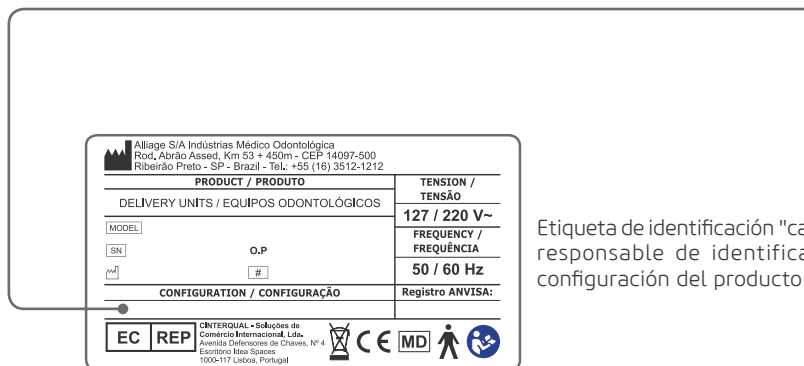 Alliage S/A Indústrias Médico Odontológica
Rod. Abrão Assed, Km 53 + 450m - CEP 14097-500
Ribeirão Preto - SP - Brazil - Tel.: +55 (16) 3512-1212
PRODUCT / PRODUTO
DELIVERY UNITS / EQUIPOS ODONTOLÓGICOS
MODEL
SN
O.P
#
CONFIGURATION / CONFIGURAÇÃO
TENSION /
TENSÃO
127 / 220 V~
FREQUENCY /
FREQUÊNCIA
50 / 60 Hz
Registro ANVISA:
EC REP
CINTERQUAL - Soluções de
Comércio Internacional, Lda.
Avenida Defensores de Chaves, Nº 4
Escritório Idea Spaces
1000-117 Lisboa, Portugal
CE
MD
Etiqueta de identificación "ca
responsable de identifica
configuración del producto